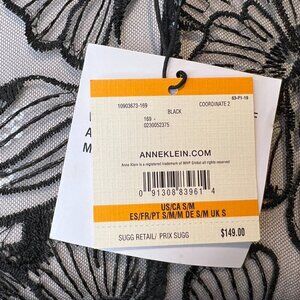 63-P1-19
10903673-169 COORDINATE 2
BLACK
169 -
0230052375
ANNEKLEIN.COM
Anne Klein is a registered trademark of WHP Global all rights reserved
0 91308 83961 4
US/CA S/M
ES/FR/PT S/M/M DE S/M UK S
SUGG RETAIL/ PRIX SUGG $149.00